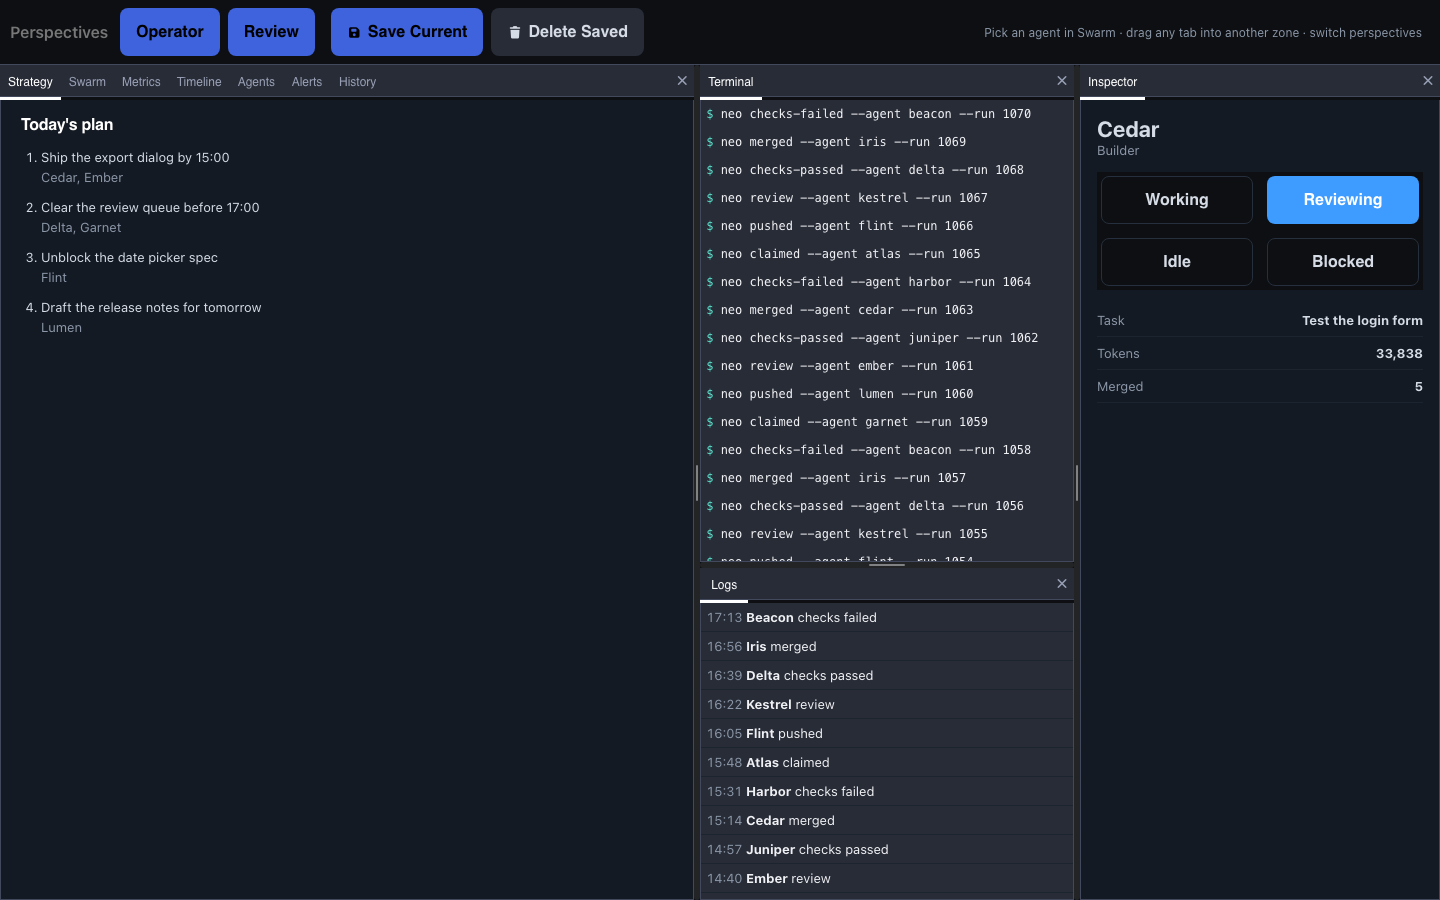 Perspectives Operator Review Save Current Delete Saved Pick an agent in Swarm · drag any tab into another zone · switch perspectives
Strategy Swarm Metrics Timeline Agents Alerts History
Today's plan
1. Ship the export dialog by 15:00
Cedar, Ember
2. Clear the review queue before 17:00
Delta, Garnet
3. Unblock the date picker spec
Flint
4. Draft the release notes for tomorrow
Lumen
Terminal
$ neo checks-failed --agent beacon --run 1070
$ neo merged --agent iris --run 1069
$ neo checks-passed --agent delta --run 1068
$ neo review --agent kestrel --run 1067
$ neo pushed --agent flint --run 1066
$ neo claimed --agent atlas --run 1065
$ neo checks-failed --agent harbor --run 1064
$ neo merged --agent cedar --run 1063
$ neo checks-passed --agent juniper --run 1062
$ neo review --agent ember --run 1061
$ neo pushed --agent lumen --run 1060
$ neo claimed --agent garnet --run 1059
$ neo checks-failed --agent beacon --run 1058
$ neo merged --agent iris --run 1057
$ neo checks-passed --agent delta --run 1056
$ neo review --agent kestrel --run 1055
$ neo pushed --agent flint --run 1054
Logs
17:13 Beacon checks failed
16:56 Iris merged
16:39 Delta checks passed
16:22 Kestrel review
16:05 Flint pushed
15:48 Atlas claimed
15:31 Harbor checks failed
15:14 Cedar merged
14:57 Juniper checks passed
14:40 Ember review
Inspector
Cedar
Builder
Working Reviewing
Idle Blocked
Task Test the login form
Tokens 33,838
Merged 5